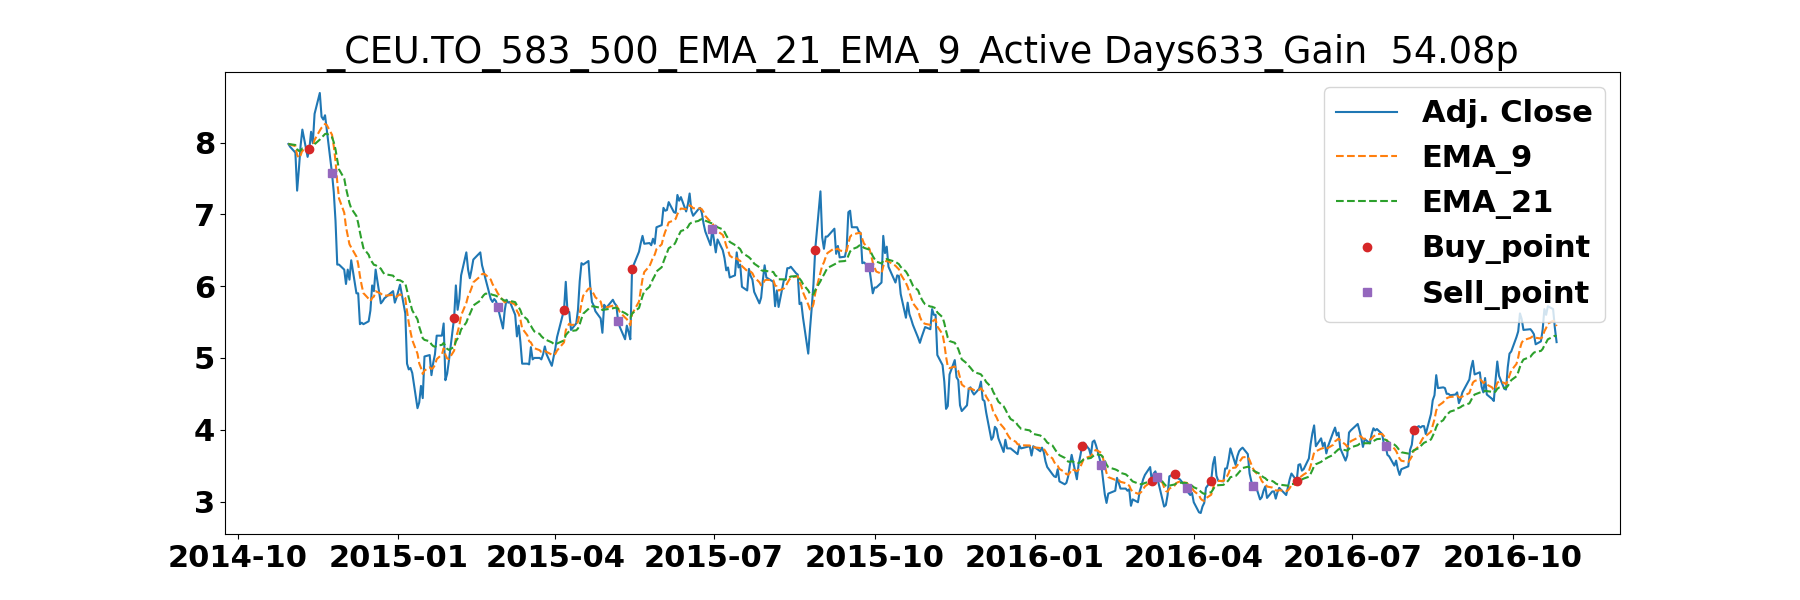 _CEU.TO_583_500_EMA_21_EMA_9_Active Days633_Gain  54.08p
Adj. Close
EMA_9
EMA_21
Buy_point
Sell_point
8
7
6
5
4
3
2014-10 2015-01 2015-04 2015-07 2015-10 2016-01 2016-04 2016-07 2016-10